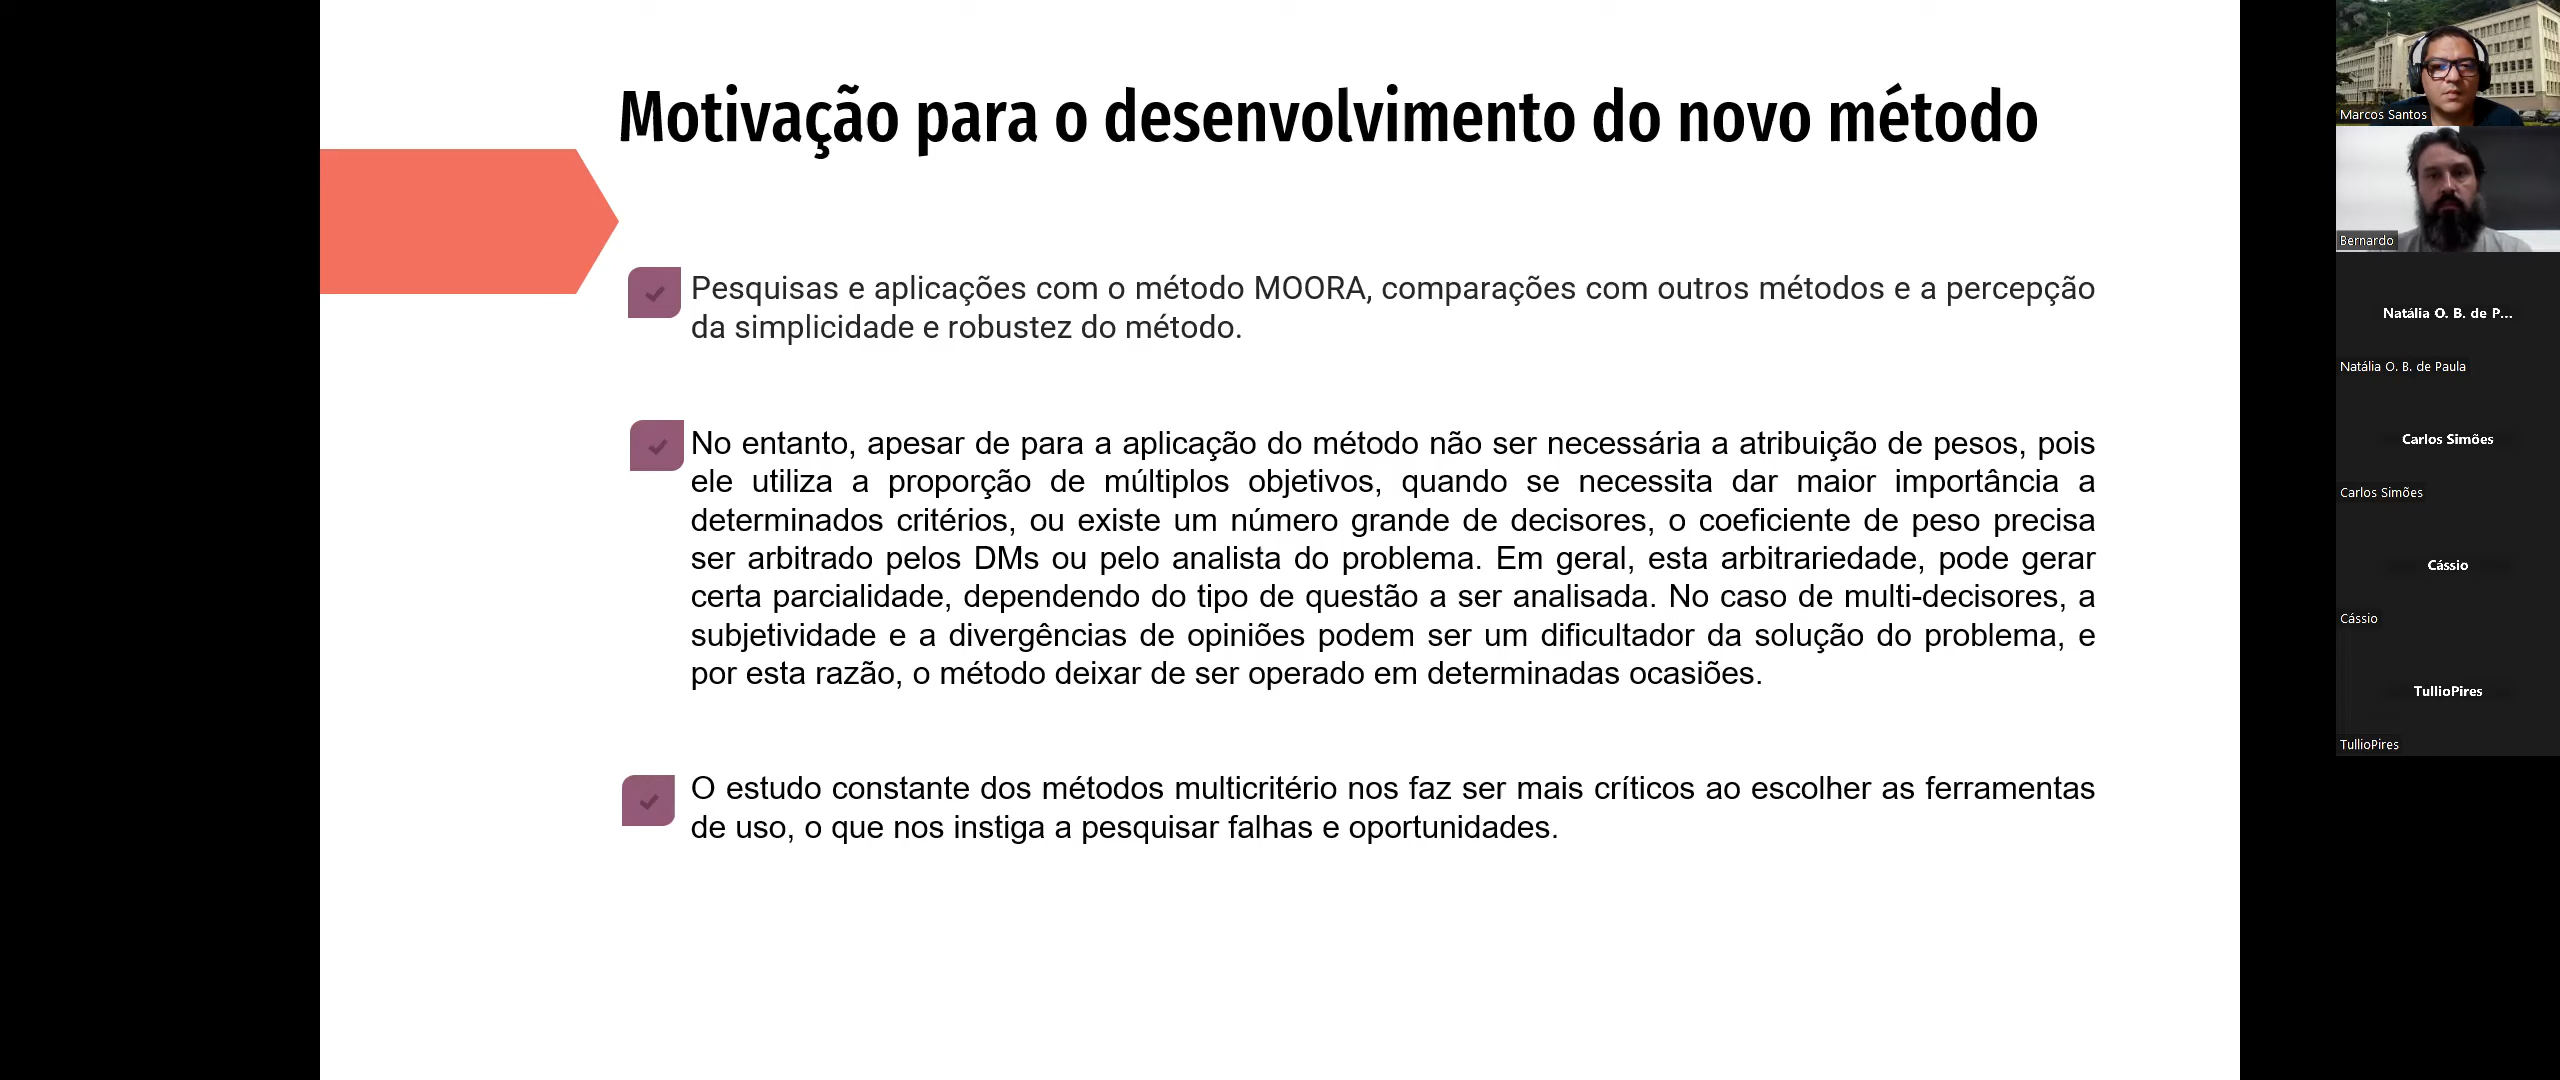 Motivação para o desenvolvimento do novo método
Pesquisas e aplicações com o método MOORA, comparações com outros métodos e a percepção
da simplicidade e robustez do método.
No entanto, apesar de para a aplicação do método não ser necessária a atribuição de pesos, pois
ele utiliza a proporção de múltiplos objetivos, quando se necessita dar maior importância a
determinados critérios, ou existe um número grande de decisores, o coeficiente de peso precisa
ser arbitrado pelos DMs ou pelo analista do problema. Em geral, esta arbitrariedade, pode gerar
certa parcialidade, dependendo do tipo de questão a ser analisada. No caso de multi-decisores, a
subjetividade e a divergências de opiniões podem ser um dificultador da solução do problema, e
por esta razão, o método deixar de ser operado em determinadas ocasiões.
O estudo constante dos métodos multicritério nos faz ser mais críticos ao escolher as ferramentas
de uso, o que nos instiga a pesquisar falhas e oportunidades.
Marcos Santos
Bernardo
Natália O. B. de P...
Natália O. B. de Paula
Carlos Simões
Carlos Simões
Cássio
Cássio
TullioPires
TullioPires